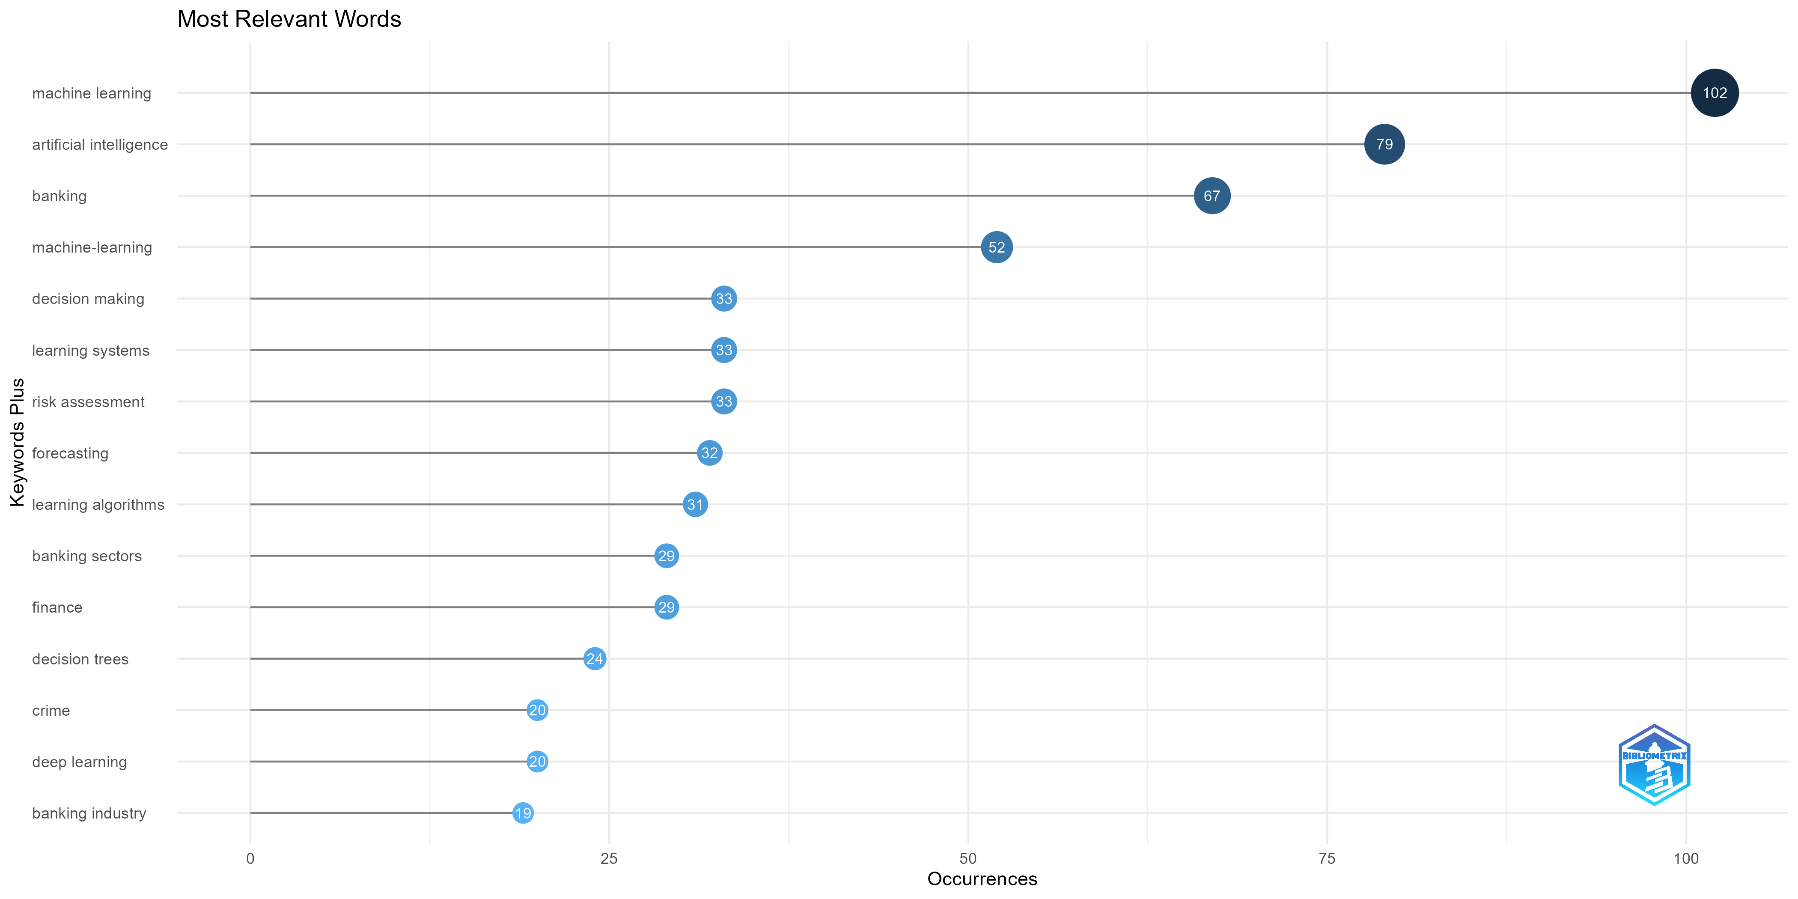 Most Relevant Words
Keywords Plus
machine learning 102
artificial intelligence 79
banking 67
machine-learning 52
decision making 33
learning systems 33
risk assessment 33
forecasting 32
learning algorithms 31
banking sectors 29
finance 29
decision trees 24
crime 20
deep learning 20
banking industry 19
BIBLIOMETRIX
0 25 50 75 100
Occurrences